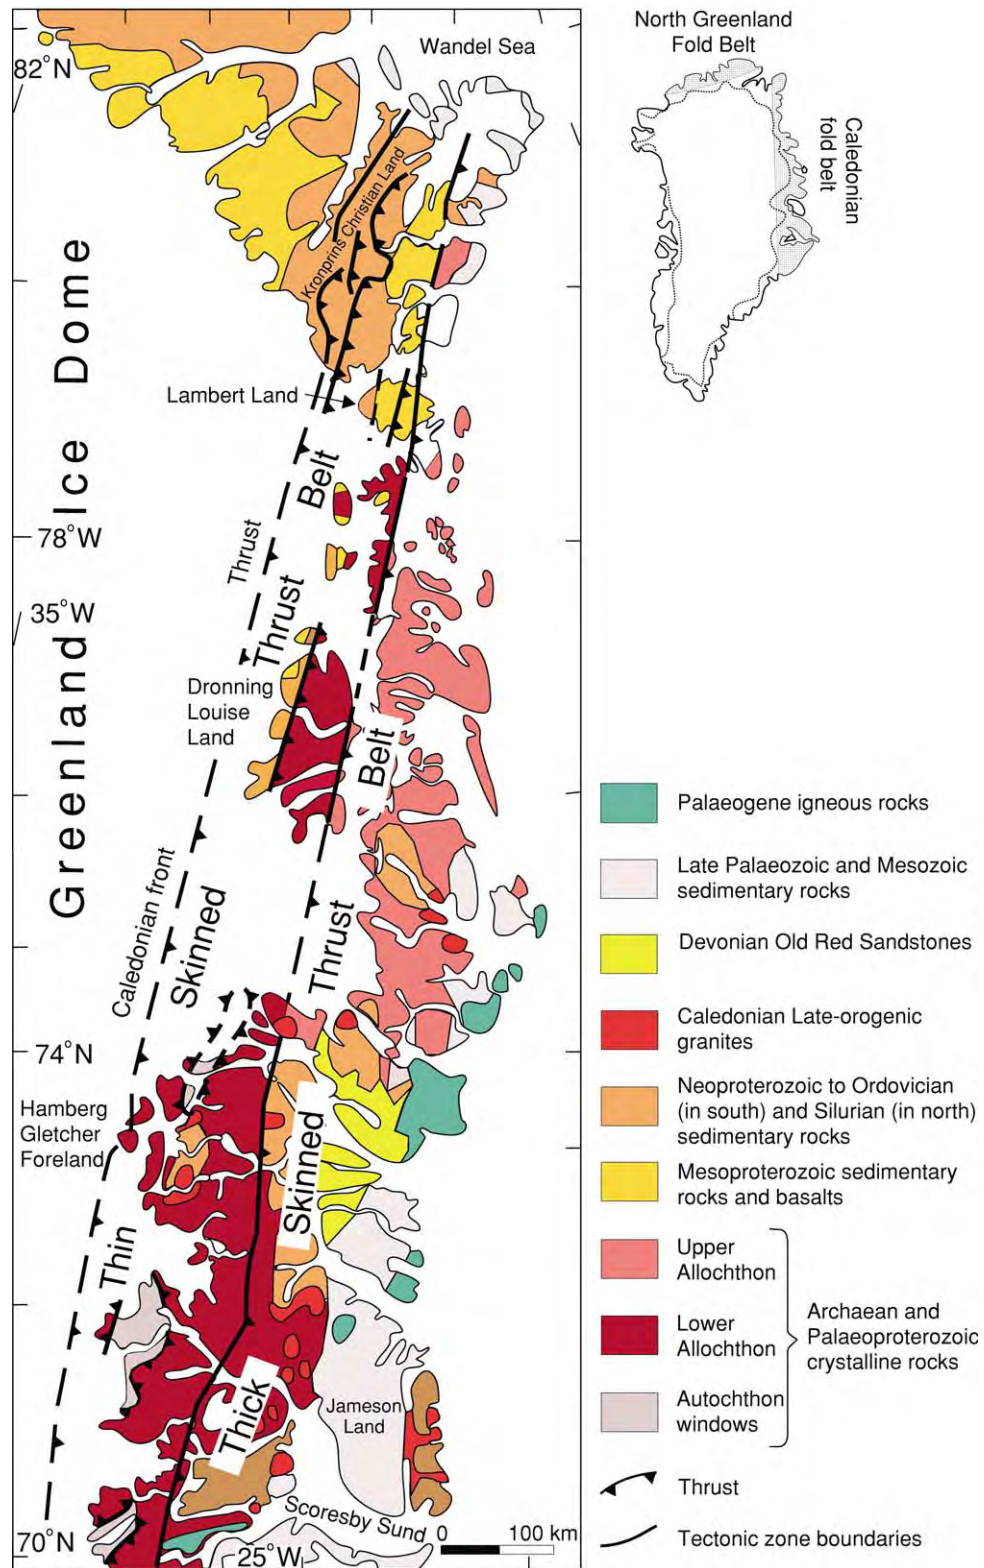 North Greenland
Fold Belt
Caledonian
fold belt
Wandel Sea
82°N
Kronprins Christian Land
Greenland Ice Dome
Lambert Land
78°W
35°W
Thrust
Caledonian front
Thin Skinned Thrust Belt
Dronning
Louise
Land
Thick Skinned Thrust Belt
74°N
Hamberg
Gletcher
Foreland
Jameson
Land
Scoresby Sund
70°N
25°W
0 100 km
Palaeogene igneous rocks
Late Palaeozoic and Mesozoic
sedimentary rocks
Devonian Old Red Sandstones
Caledonian Late-orogenic
granites
Neoproterozoic to Ordovician
(in south) and Silurian (in north)
sedimentary rocks
Mesoproterozoic sedimentary
rocks and basalts
Upper
Allochthon
Lower
Allochthon
Autochthon
windows
Archaean and
Palaeoproterozoic
crystalline rocks
Thrust
Tectonic zone boundaries